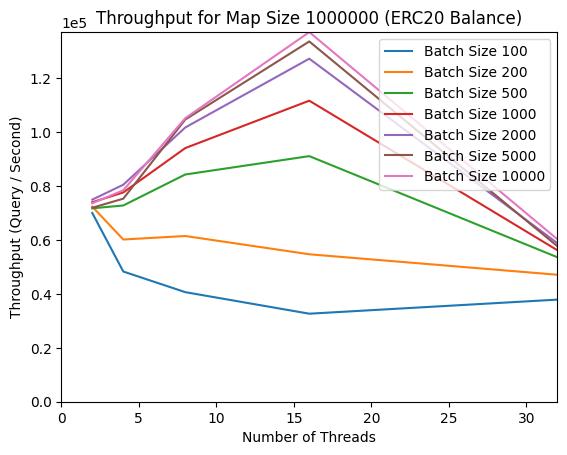 Throughput for Map Size 1000000 (ERC20 Balance)
1e5
1.2
1.0
0.8
0.6
0.4
0.2
0.0
Throughput (Query / Second)
Batch Size 100
Batch Size 200
Batch Size 500
Batch Size 1000
Batch Size 2000
Batch Size 5000
Batch Size 10000
0 5 10 15 20 25 30
Number of Threads